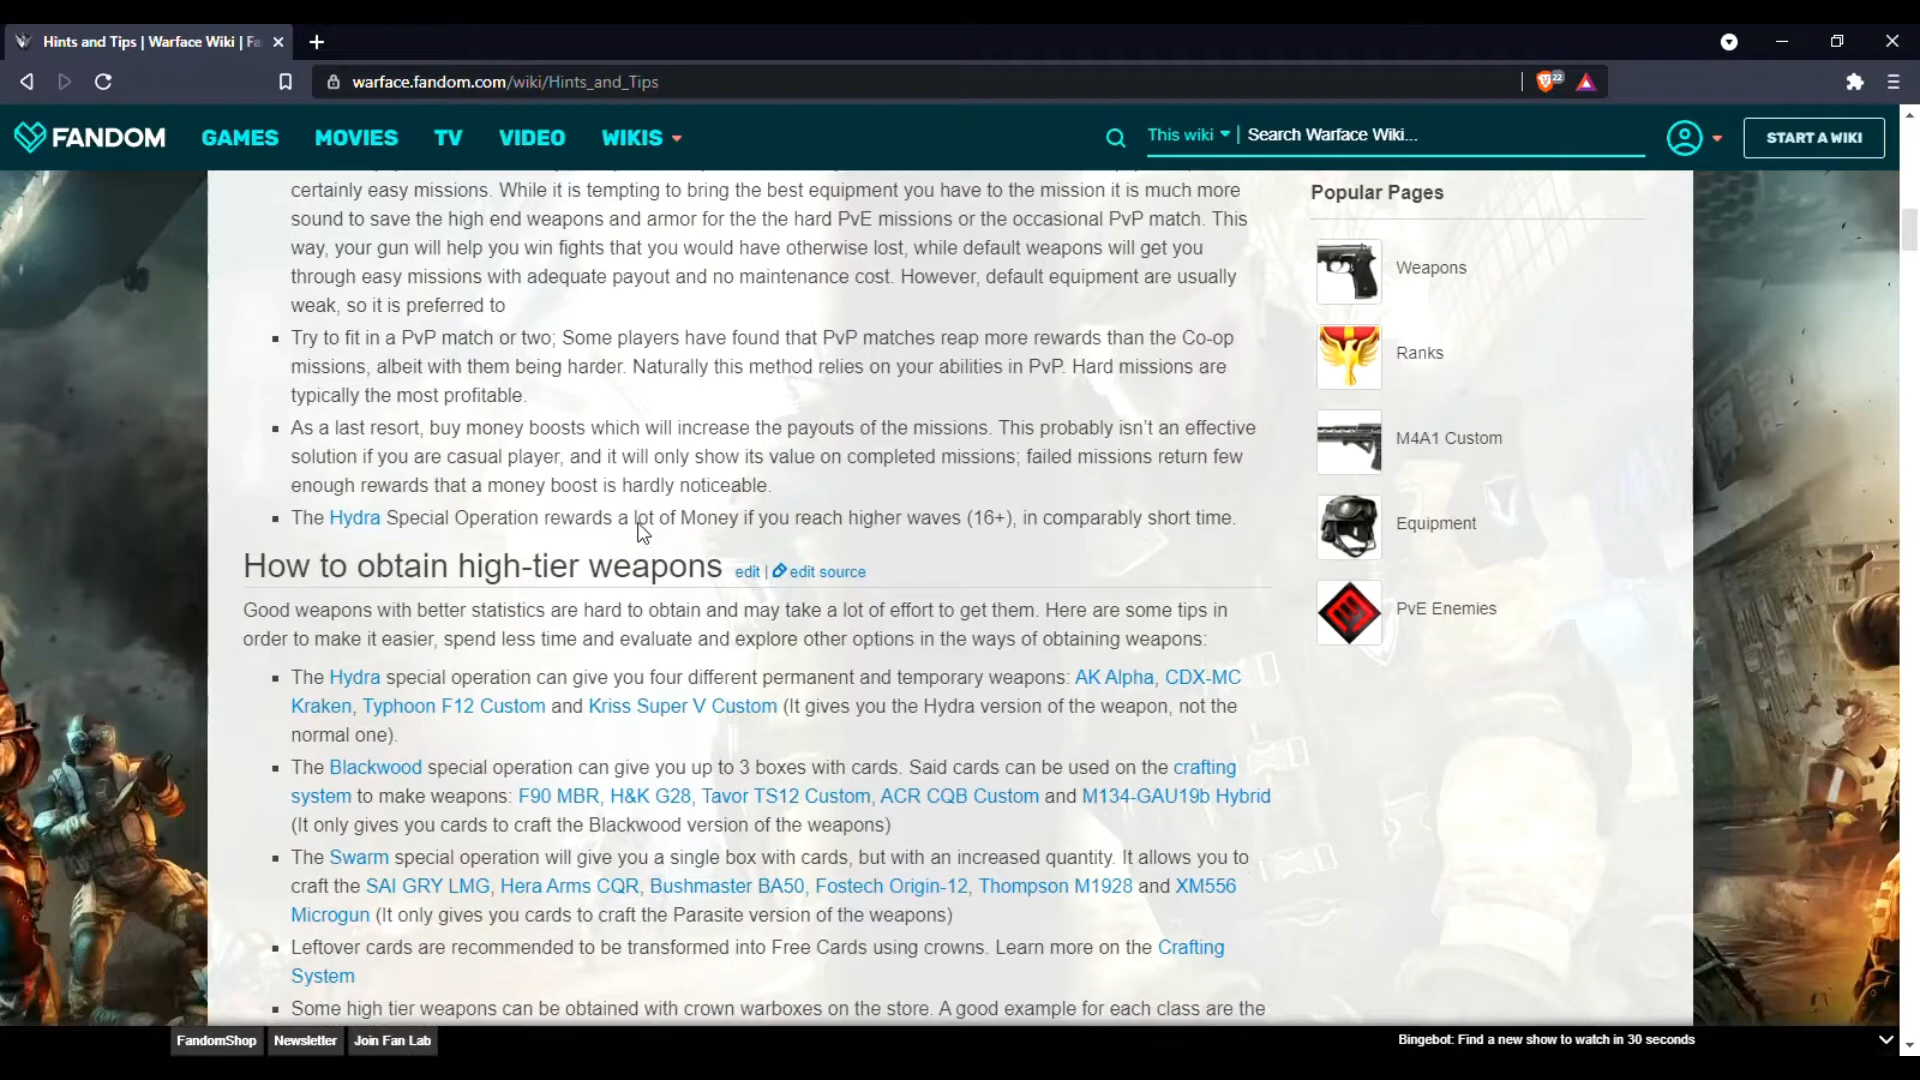 Hints and Tips | Warface Wiki | Fa
warface.fandom.com/wiki/Hints_and_Tips
22
FANDOM
GAMES
MOVIES
TV
VIDEO
WIKIS
This wiki
Search Warface Wiki...
START A WIKI
certainly easy missions. While it is tempting to bring the best equipment you have to the mission it is much more
sound to save the high end weapons and armor for the the hard PvE missions or the occasional PvP match. This
way, your gun will help you win fights that you would have otherwise lost, while default weapons will get you
through easy missions with adequate payout and no maintenance cost. However, default equipment are usually
weak, so it is preferred to
▪ Try to fit in a PvP match or two; Some players have found that PvP matches reap more rewards than the Co-op
missions, albeit with them being harder. Naturally this method relies on your abilities in PvP. Hard missions are
typically the most profitable.
▪ As a last resort, buy money boosts which will increase the payouts of the missions. This probably isn't an effective
solution if you are casual player, and it will only show its value on completed missions; failed missions return few
enough rewards that a money boost is hardly noticeable.
▪ The Hydra Special Operation rewards a lot of Money if you reach higher waves (16+), in comparably short time.
How to obtain high-tier weapons edit | edit source
Good weapons with better statistics are hard to obtain and may take a lot of effort to get them. Here are some tips in
order to make it easier, spend less time and evaluate and explore other options in the ways of obtaining weapons:
▪ The Hydra special operation can give you four different permanent and temporary weapons: AK Alpha, CDX-MC
Kraken, Typhoon F12 Custom and Kriss Super V Custom (It gives you the Hydra version of the weapon, not the
normal one).
▪ The Blackwood special operation can give you up to 3 boxes with cards. Said cards can be used on the crafting
system to make weapons: F90 MBR, H&K G28, Tavor TS12 Custom, ACR CQB Custom and M134-GAU19b Hybrid
(It only gives you cards to craft the Blackwood version of the weapons)
▪ The Swarm special operation will give you a single box with cards, but with an increased quantity. It allows you to
craft the SAI GRY LMG, Hera Arms CQR, Bushmaster BA50, Fostech Origin-12, Thompson M1928 and XM556
Microgun (It only gives you cards to craft the Parasite version of the weapons)
▪ Leftover cards are recommended to be transformed into Free Cards using crowns. Learn more on the Crafting
System
▪ Some high tier weapons can be obtained with crown warboxes on the store. A good example for each class are the
Popular Pages
Weapons
Ranks
M4A1 Custom
Equipment
PvE Enemies
FandomShop
Newsletter
Join Fan Lab
Bingebot: Find a new show to watch in 30 seconds